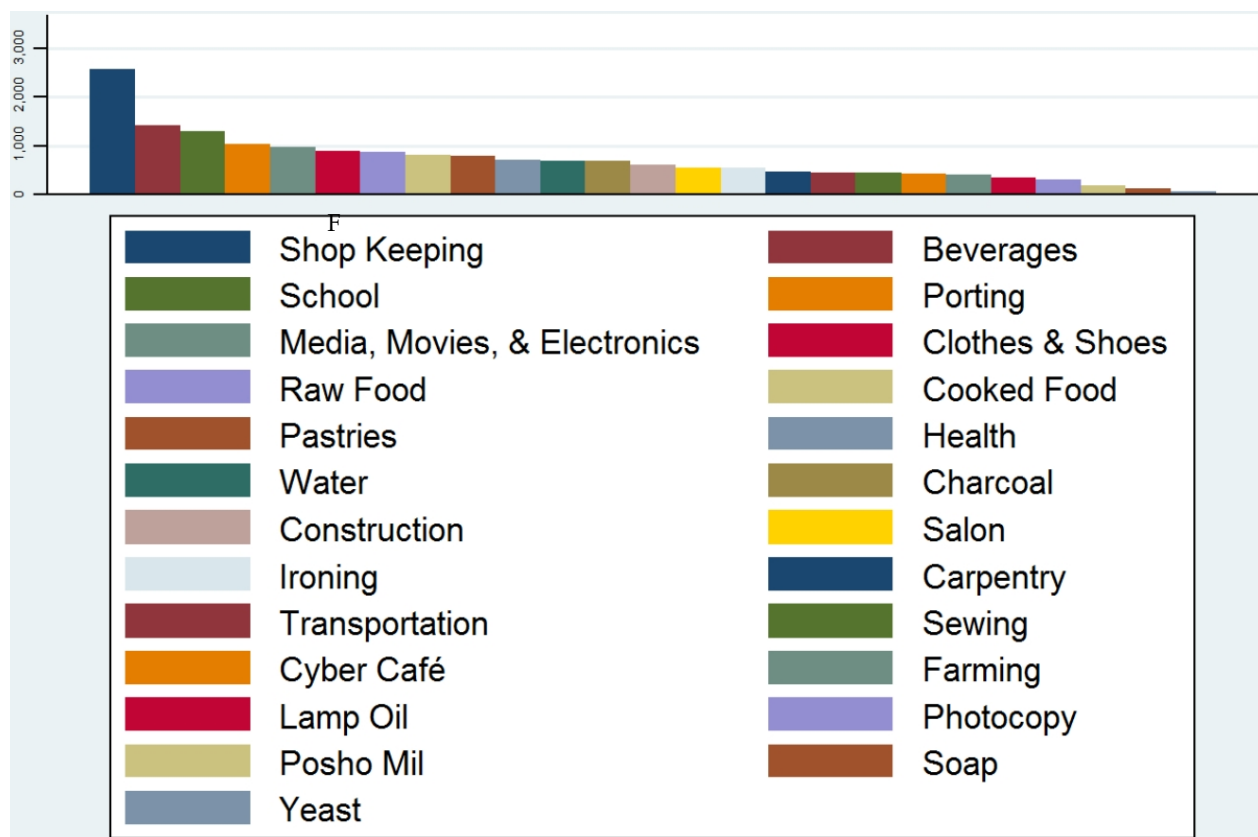 3,000
2,000
1,000
0
F
Shop Keeping Beverages
School Porting
Media, Movies, & Electronics Clothes & Shoes
Raw Food Cooked Food
Pastries Health
Water Charcoal
Construction Salon
Ironing Carpentry
Transportation Sewing
Cyber Café Farming
Lamp Oil Photocopy
Posho Mil Soap
Yeast